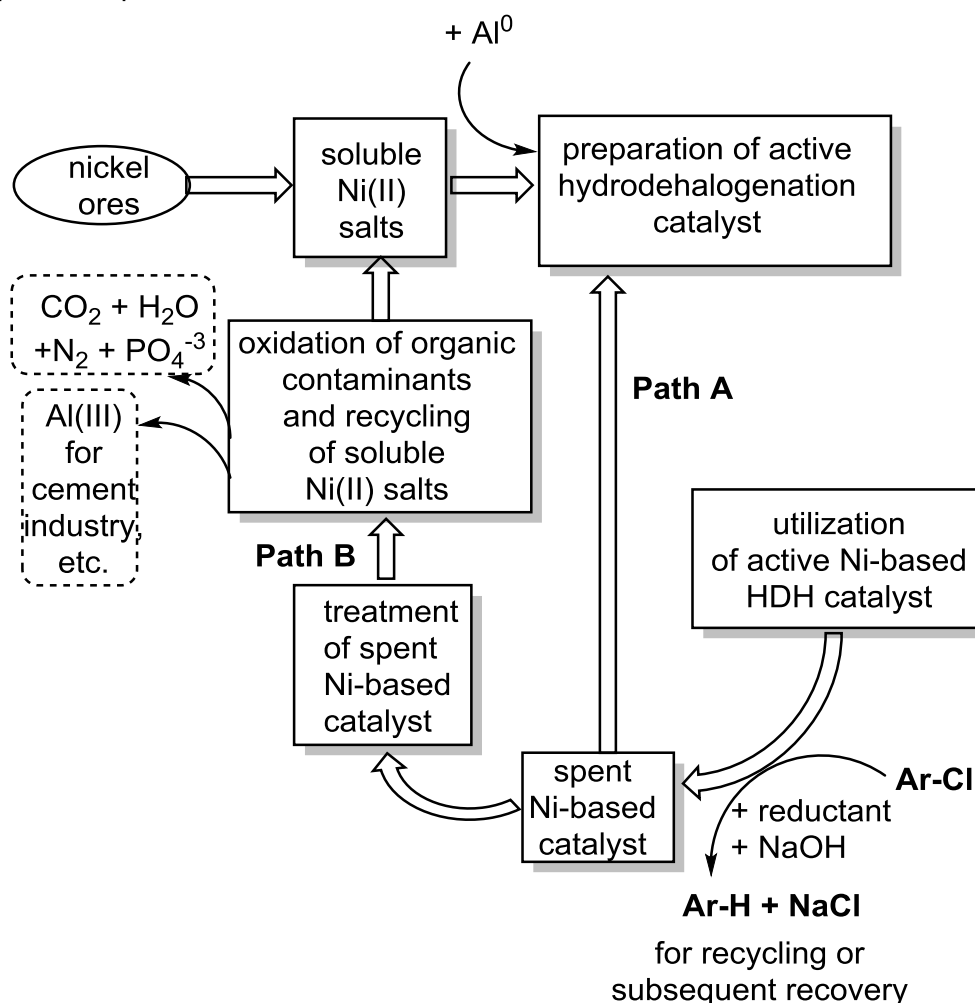 + Al0
nickel
ores
soluble
Ni(II)
salts
preparation of active
hydrodehalogenation
catalyst
CO2 + H2O
+N2 + PO4-3
Al(III)
for
cement
industry,
etc.
oxidation of organic
contaminants
and recycling
of soluble
Ni(II) salts
Path A
Path B
utilization
of active Ni-based
HDH catalyst
treatment
of spent
Ni-based
catalyst
spent
Ni-based
catalyst
Ar-Cl
+ reductant
+ NaOH
Ar-H + NaCl
for recycling or
subsequent recovery